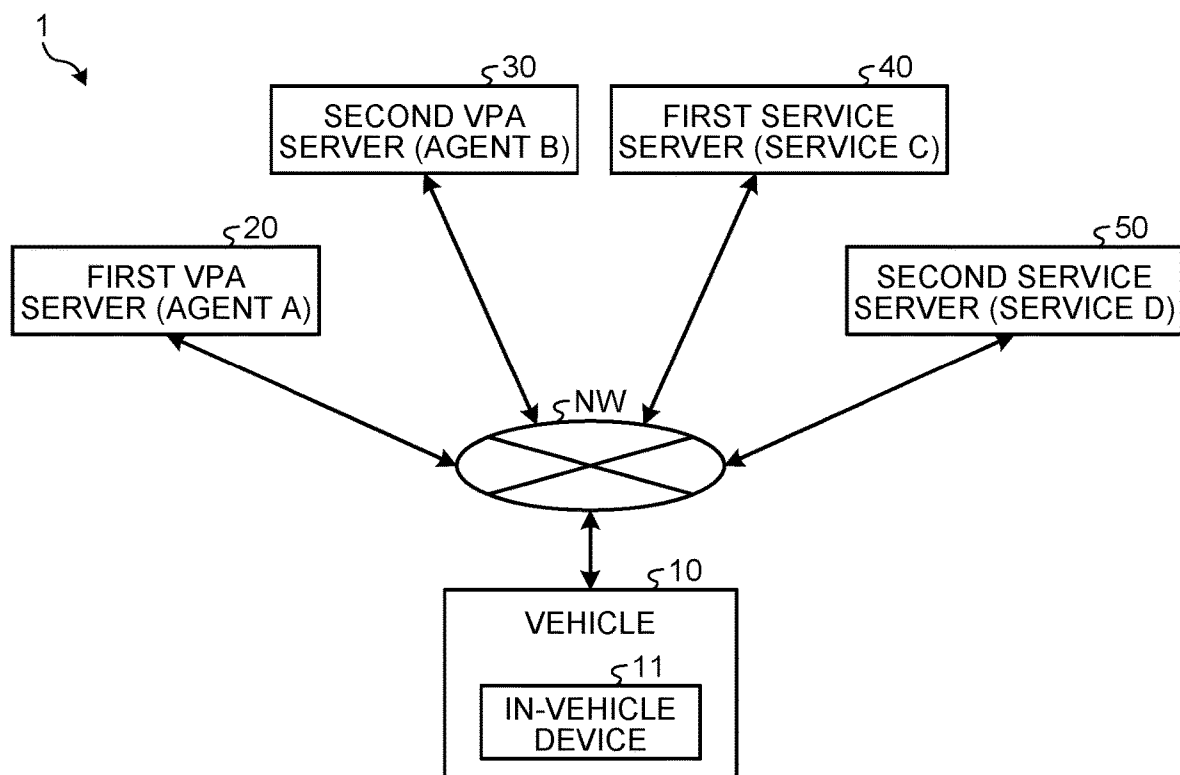 1
30
SECOND VPA
SERVER (AGENT B)
40
FIRST SERVICE
SERVER (SERVICE C)
20
FIRST VPA
SERVER (AGENT A)
50
SECOND SERVICE
SERVER (SERVICE D)
NW
10
VEHICLE
11
IN-VEHICLE
DEVICE